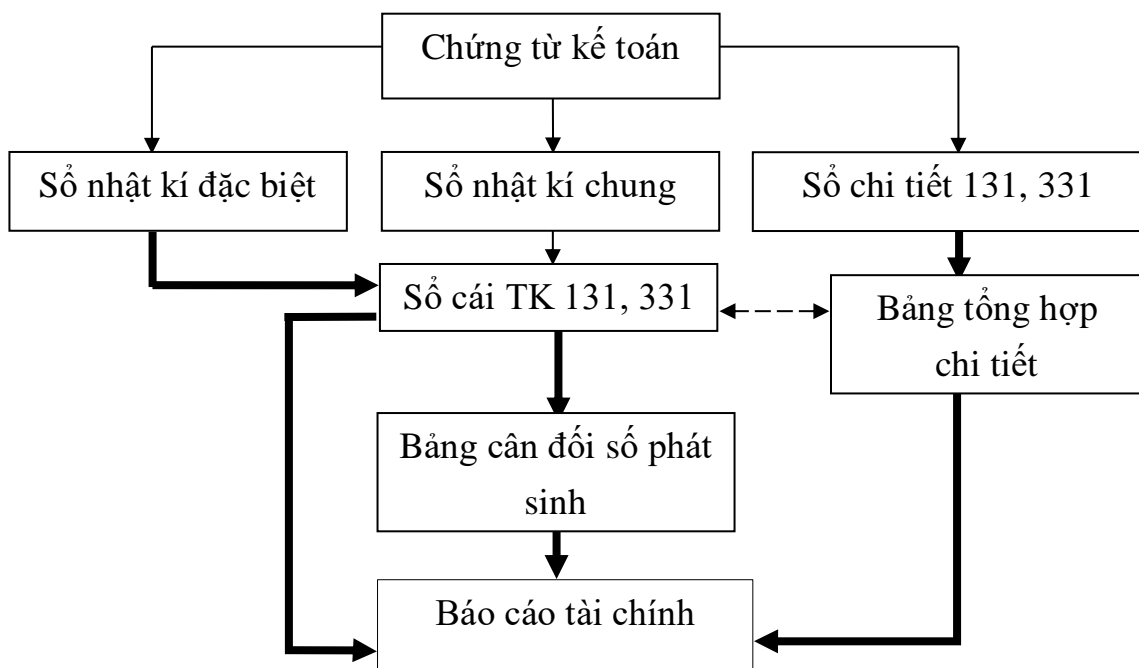 Chứng từ kế toán
Sổ nhật kí đặc biệt
Sổ nhật kí chung
Sổ chi tiết 131, 331
Sổ cái TK 131, 331
Bảng tổng hợp
chi tiết
Bảng cân đối số phát
sinh
Báo cáo tài chính